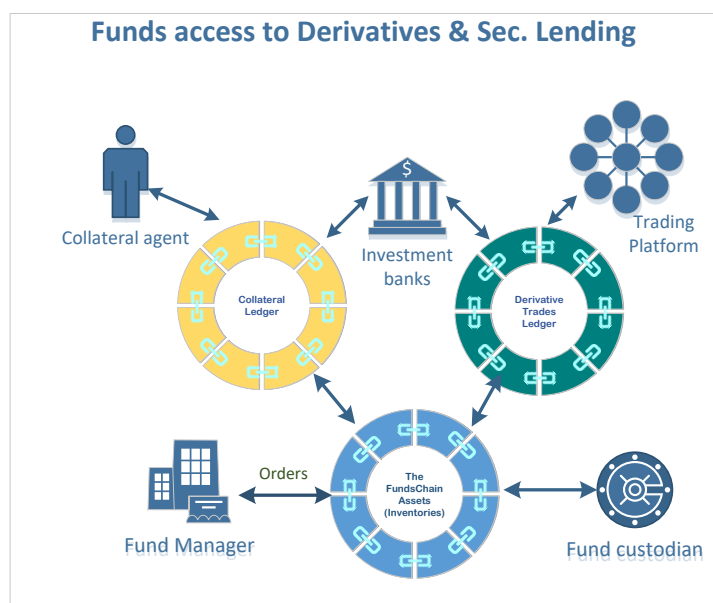 Funds access to Derivatives & Sec. Lending
$
Collateral agent
Investment
banks
Trading
Platform
Collateral
Ledger
Derivative
Trades
Ledger
Orders
The
FundsChain
Assets
(Inventories)
Fund Manager
Fund custodian